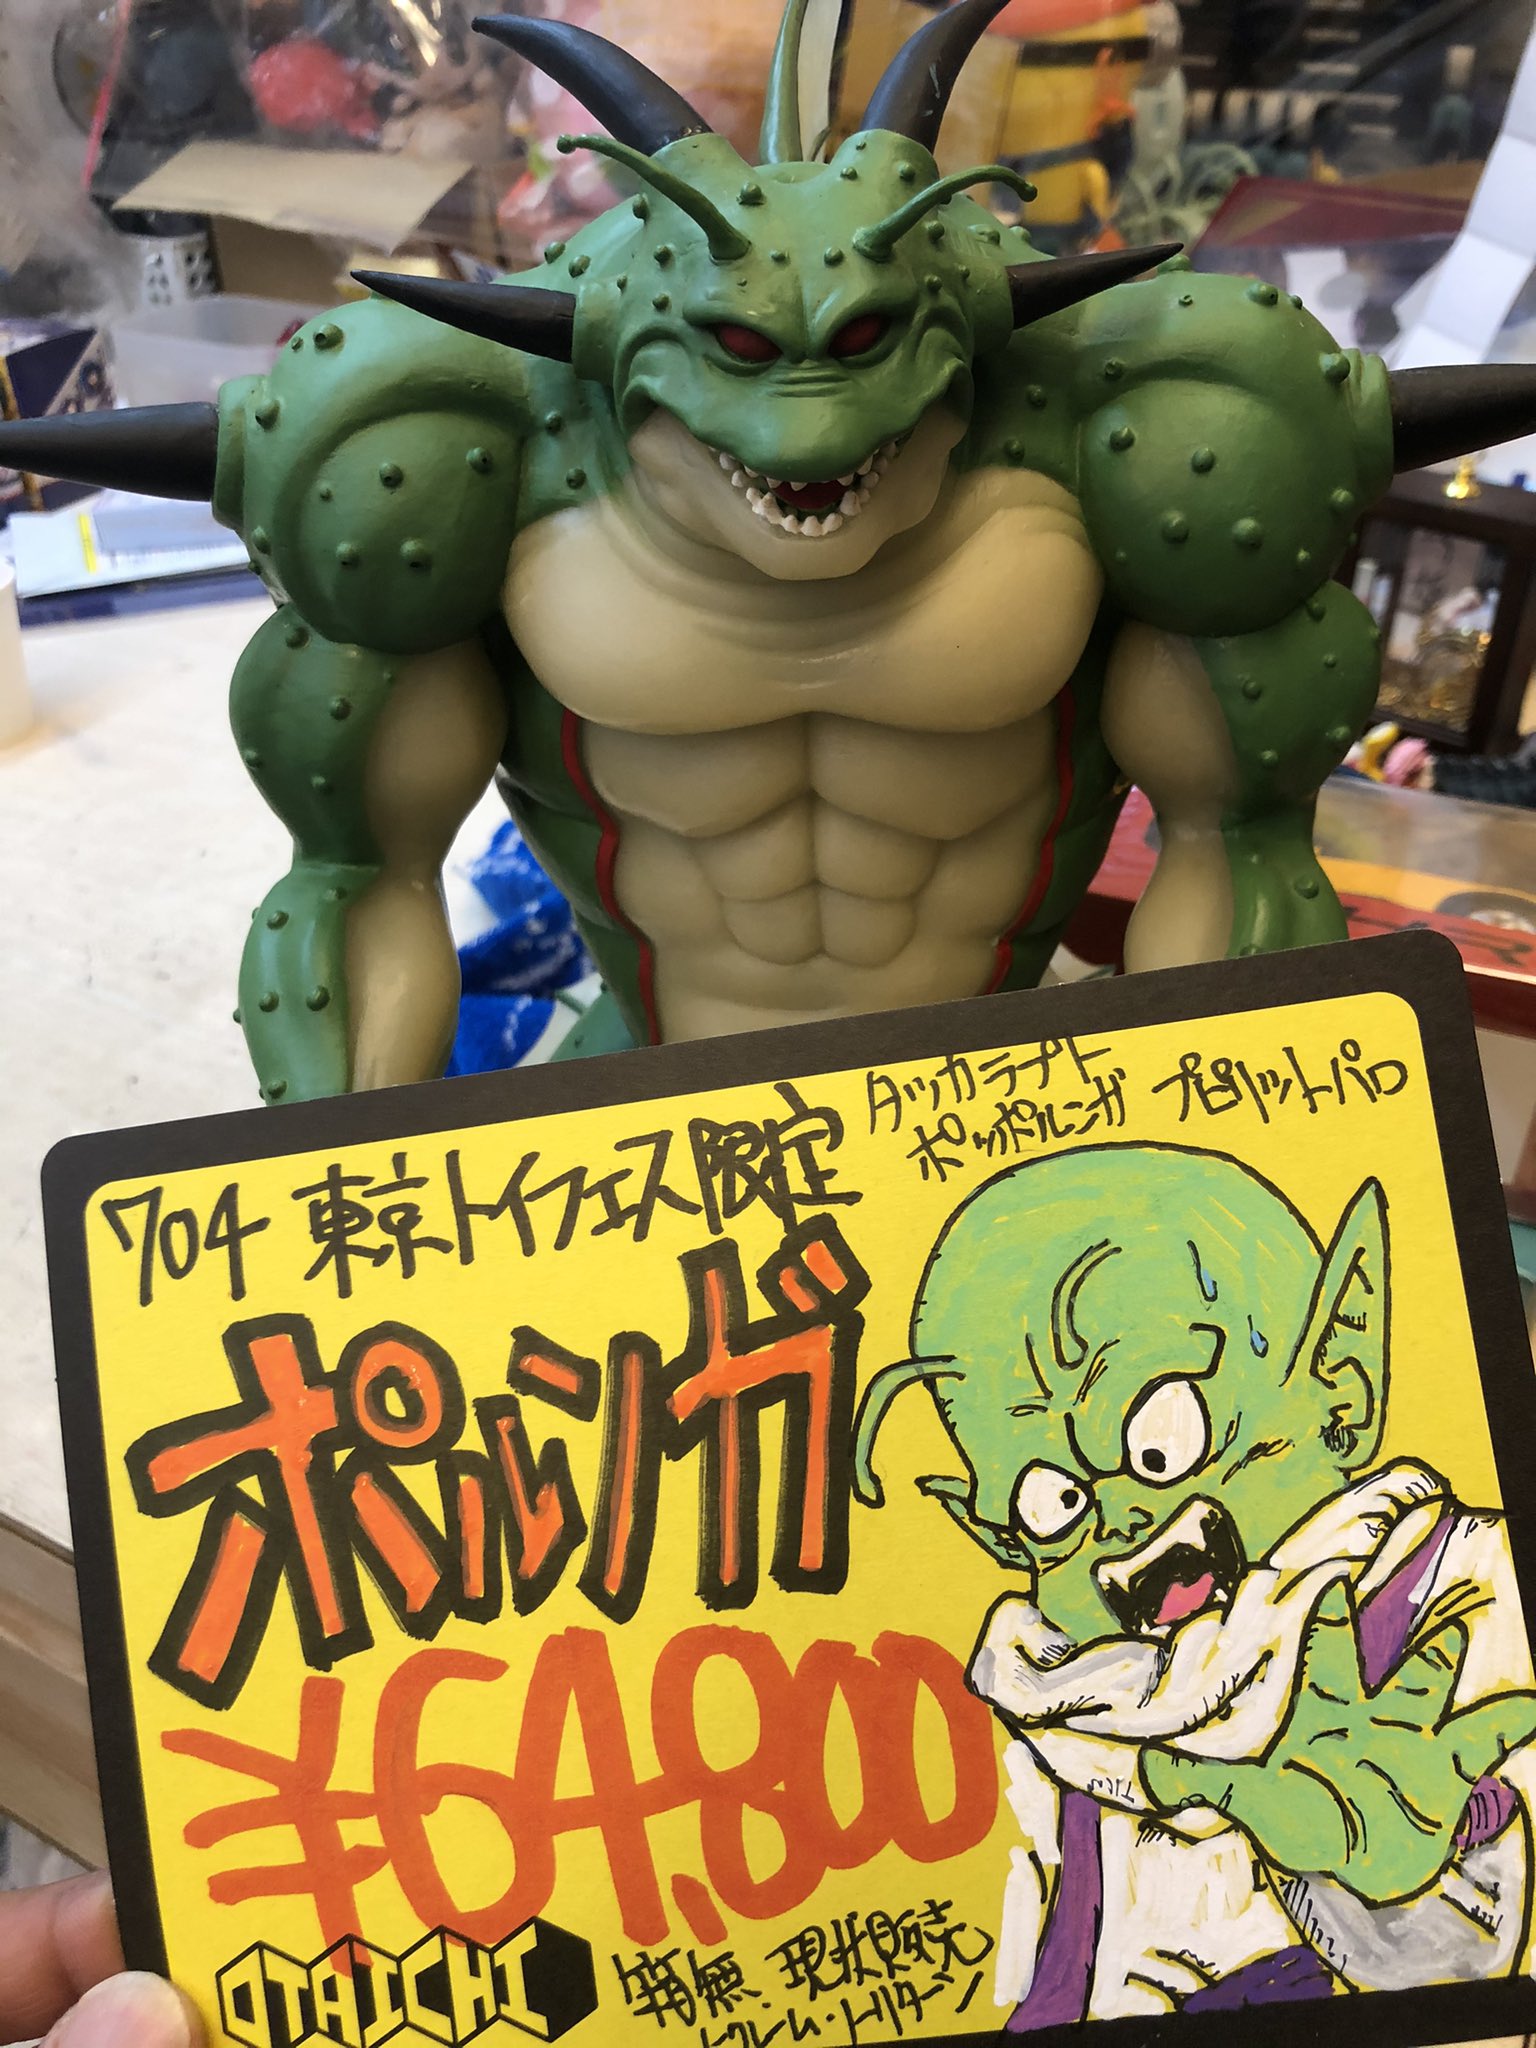 704 東京トイフェス限定
タッカラプト
ポッポルンガ プピリットパロ
ポルンガ
¥64,800
OTAICHI
箱無.現状販売
ノークレーム・ノーリターン